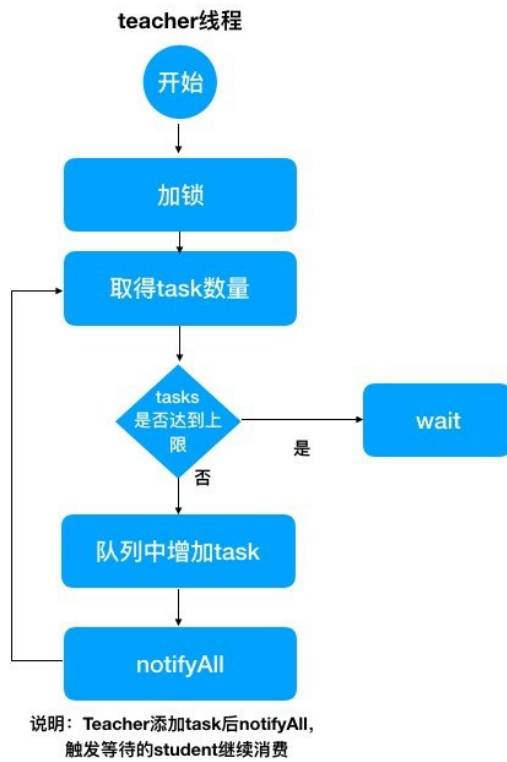 teacher线程
开始
加锁
取得task数量
tasks
是否达到上
限
是
wait
否
队列中增加task
notifyAll
说明：Teacher添加task后notifyAll，
触发等待的student继续消费